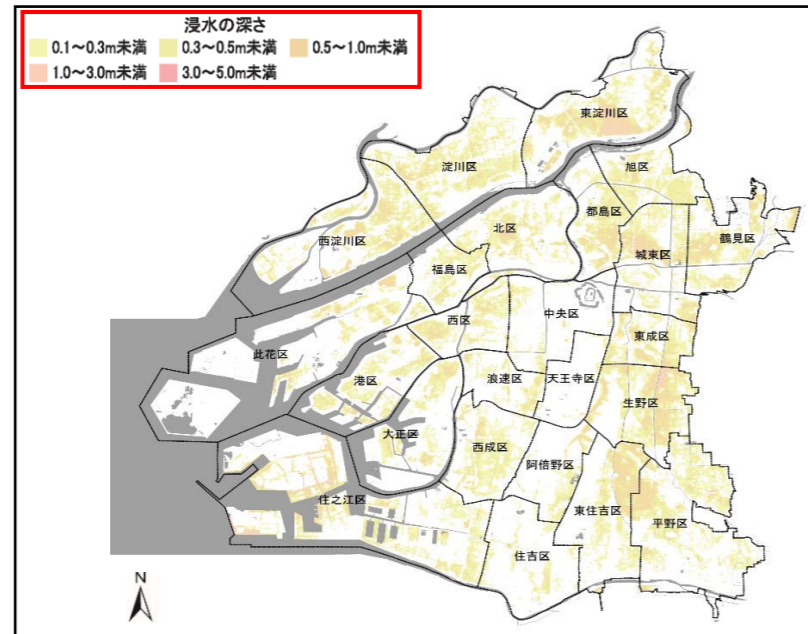 浸水の深さ
0.1～0.3m未満 0.3～0.5m未満 0.5～1.0m未満
1.0～3.0m未満 3.0～5.0m未満
東淀川区
淀川区
旭区
都島区
北区
鶴見区
西淀川区
城東区
福島区
中央区
西区
東成区
此花区
港区
浪速区
天王寺区
生野区
大正区
西成区
阿倍野区
住之江区
東住吉区
平野区
住吉区
N